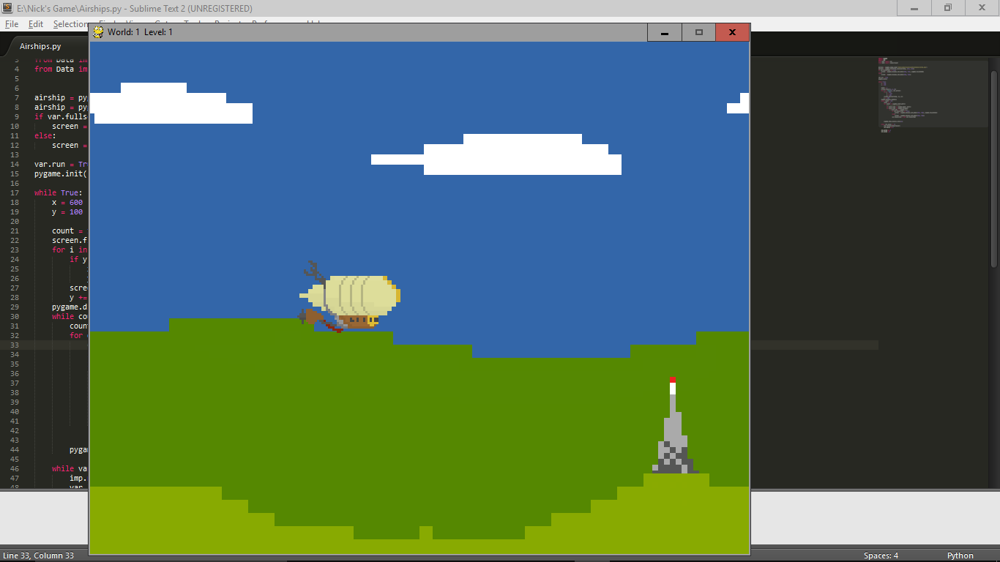 E:\Nick's Game\Airships.py - Sublime Text 2 (UNREGISTERED)
File Edit Selection
World: 1 Level: 1
Airships.py
3 from Data im
4 from Data im
5
6
7 airship = pyg
8 airship = pyg
9 if var.fulls
10 screen =
11 else:
12 screen =
13
14 var.run = Tr
15 pygame.init(
16
17 while True:
18 x = 600
19 y = 100
20
21 count =
22 screen.f
23 for i in
24 if y
25
26
27 scre
28 y +=
29 pygame.d
30 while co
31 count
32 for
33
34
35
36
37
38
39
40
41
42
43
44 pyga
45
46 while va
47 imp.
48 var
Line 33, Column 33
Spaces: 4
Python